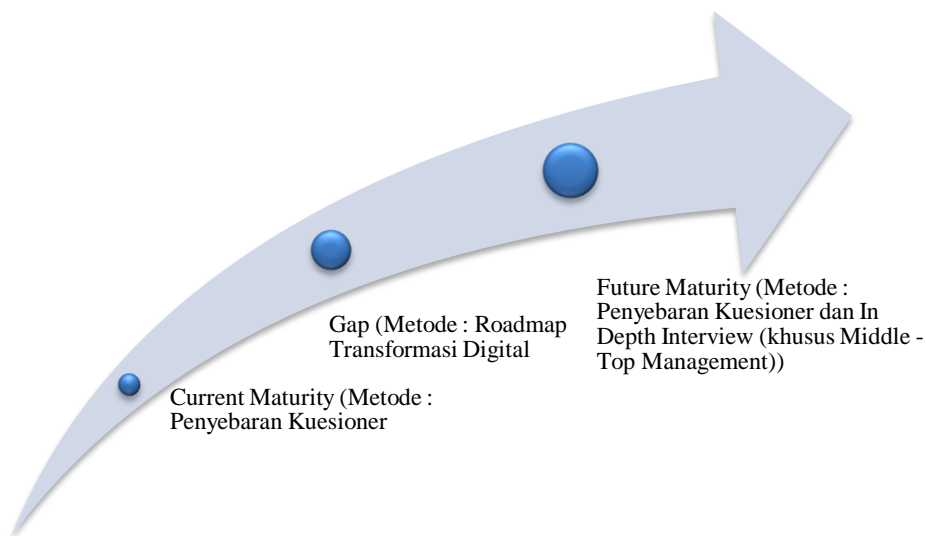 Current Maturity (Metode :
Penyebaran Kuesioner
Gap (Metode : Roadmap
Transformasi Digital
Future Maturity (Metode :
Penyebaran Kuesioner dan In
Depth Interview (khusus Middle -
Top Management))